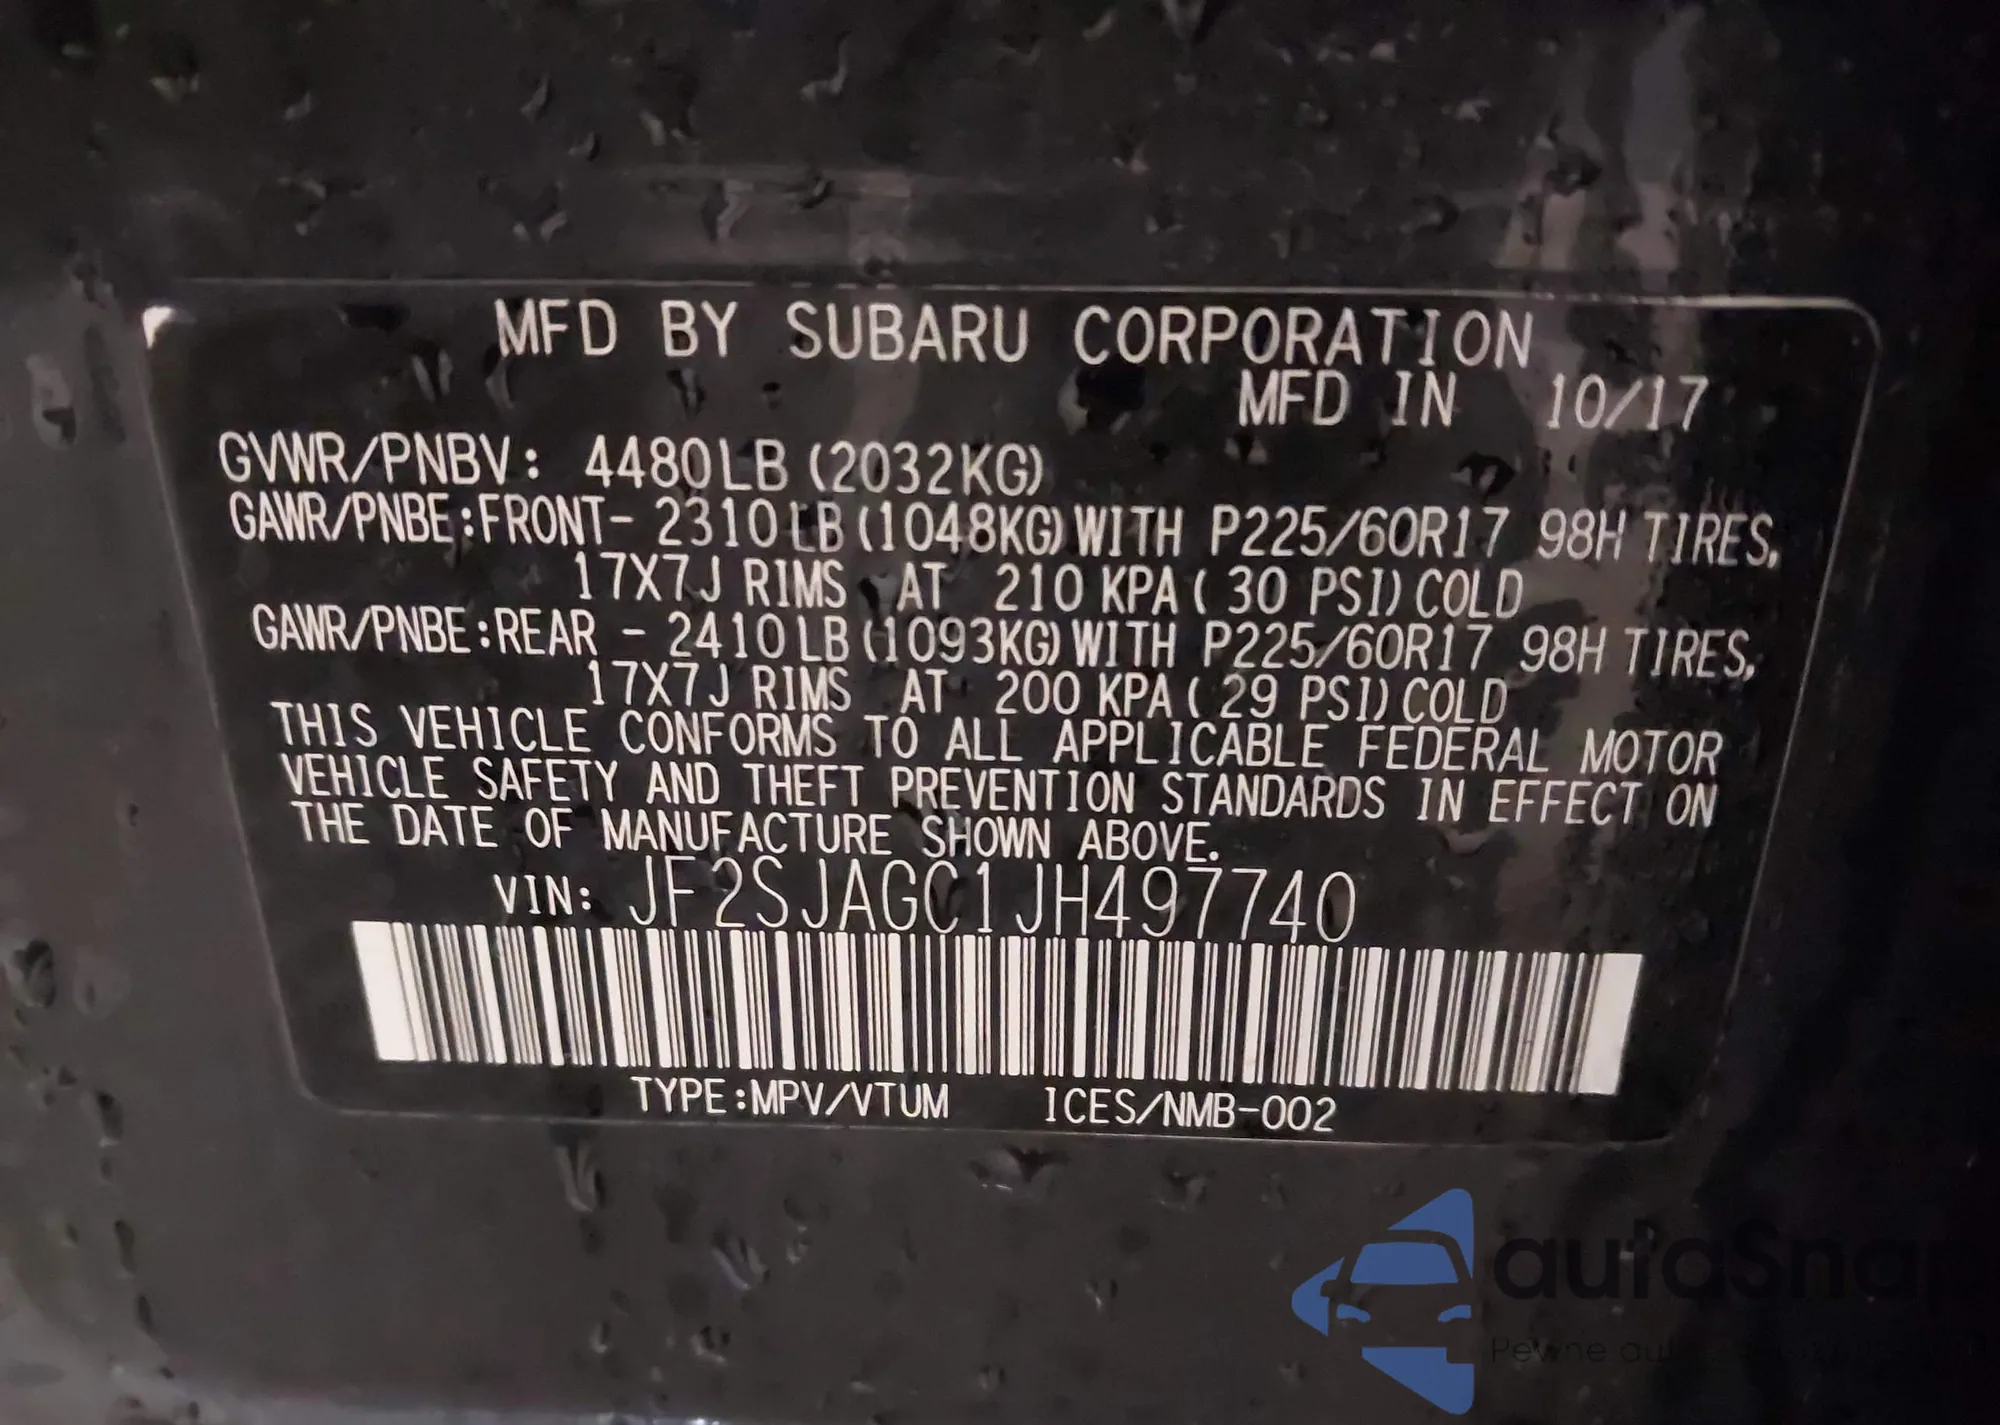 MFD BY SUBARU CORPORATION
MFD IN 10/17
GVWR/PNBV: 4480LB (2032KG)
GAWR/PNBE:FRONT- 2310LB (1048KG) WITH P225/60R17 98H TIRES,
17X7J RIMS AT 210 KPA ( 30 PSI) COLD
GAWR/PNBE:REAR - 2410LB (1093KG) WITH P225/60R17 98H TIRES,
17X7J RIMS AT 200 KPA ( 29 PSI) COLD
THIS VEHICLE CONFORMS TO ALL APPLICABLE FEDERAL MOTOR
VEHICLE SAFETY AND THEFT PREVENTION STANDARDS IN EFFECT ON
THE DATE OF MANUFACTURE SHOWN ABOVE.
VIN: JF2SJAGC1JH497740
TYPE:MPV/VTUM ICES/NMB-002
autaSna
Pewne